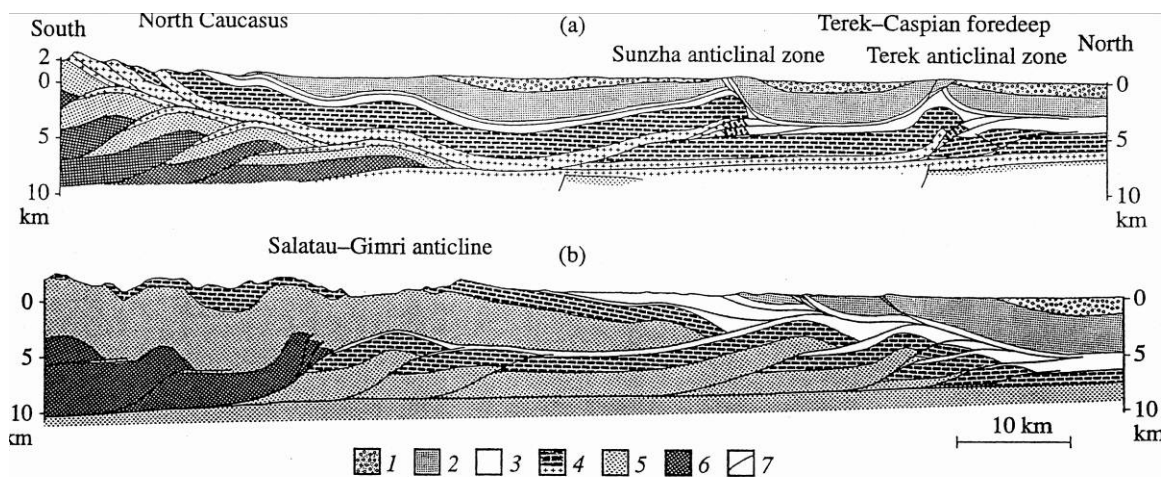 North Caucasus
(a)
Terek–Caspian foredeep
South
Sunzha anticlinal zone
Terek anticlinal zone
North
2
0
5
10
km
0
5
10
km
Salatau–Gimri anticline
(b)
0
5
10
km
0
5
10
km
10 km
1 2 3 4 5 6 7